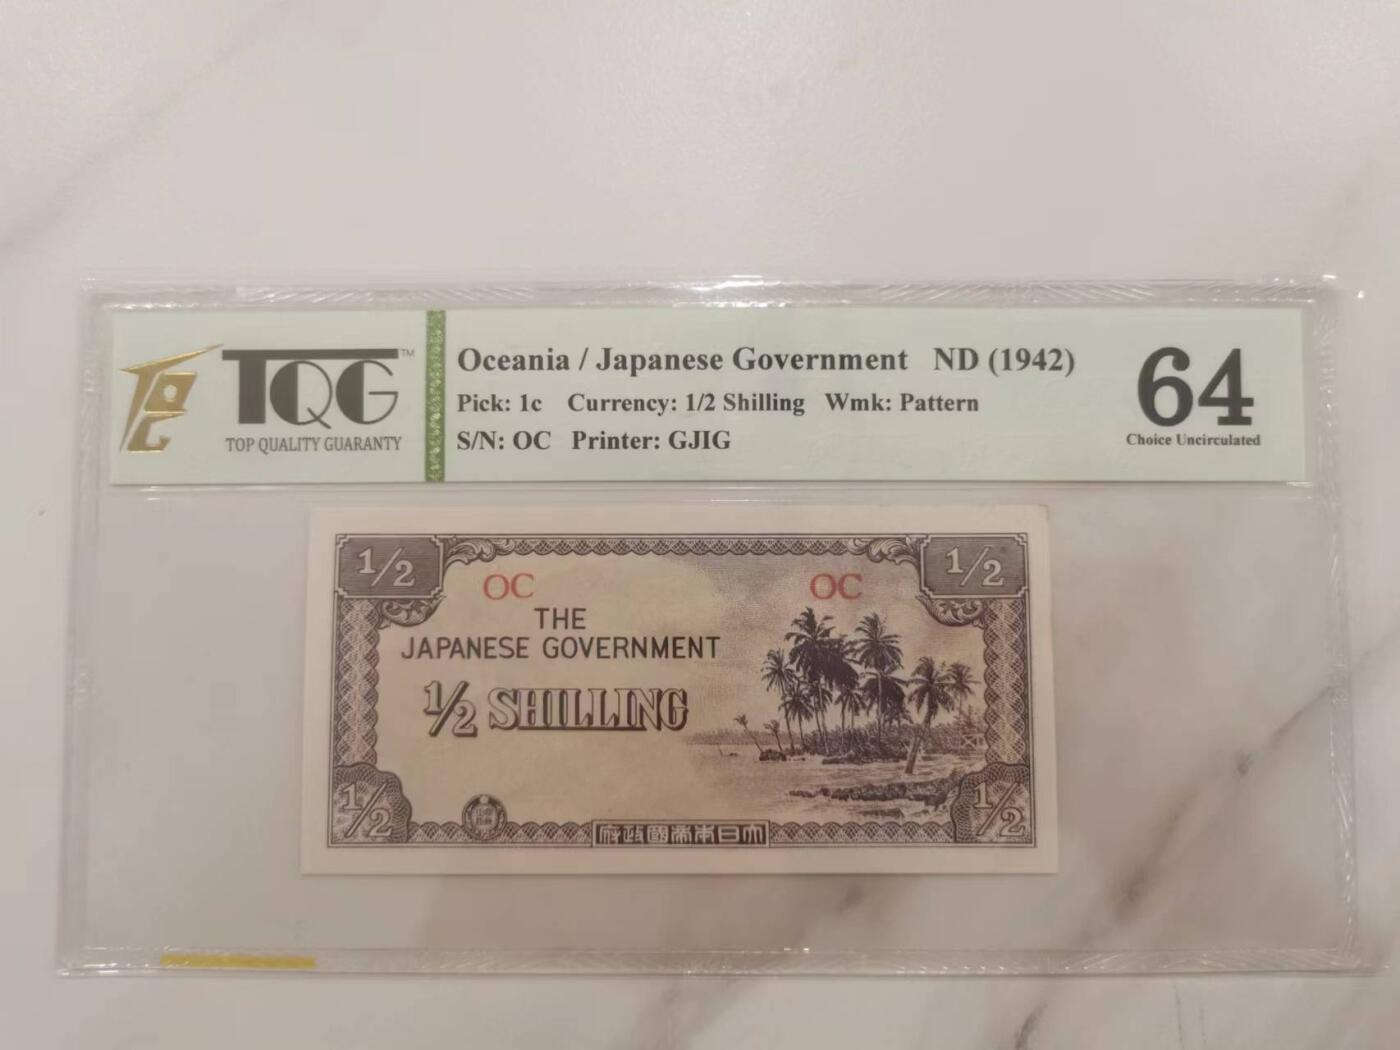 TQG™
TOP QUALITY GUARANTY
Oceania / Japanese Government ND (1942)
Pick: 1c Currency: 1/2 Shilling Wmk: Pattern
S/N: OC Printer: GJIG
64
Choice Uncirculated
1/2
1/2
OC
OC
THE
JAPANESE GOVERNMENT
1/2 SHILLING
1/2
府政國帝本日大
1/2